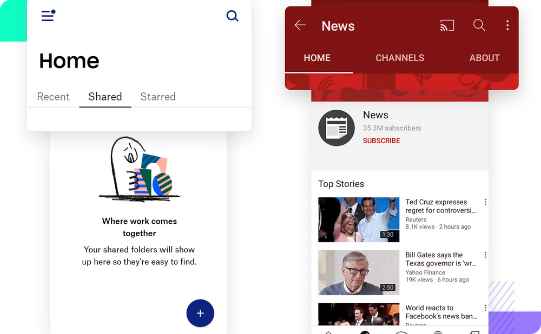 Home
Recent Shared Starred
Where work comes
together
Your shared folders will show
up here so they're easy to find.
+
News
HOME CHANNELS ABOUT
News
35.3M subscribers
SUBSCRIBE
Top Stories
Ted Cruz expresses
regret for controversi...
Reuters
8.1K views · 2 hours ago
1:30
Bill Gates says the
Texas governor is 'wr...
Yahoo Finance
19K views · 6 hours ago
2:50
World reacts to
Facebook's news ban...